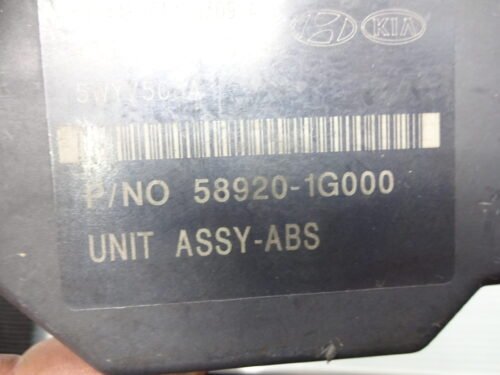 KIA
P/NO 58920-1G000
UNIT ASSY-ABS